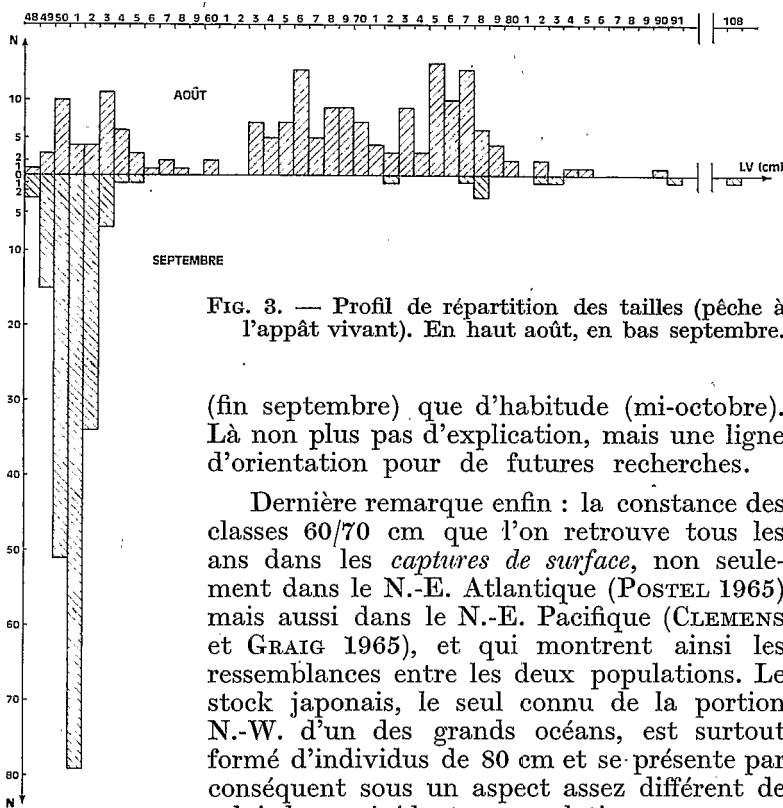 48 49 50 1 2 3 4 5 6 7 8 9 60 1 2 3 4 5 6 7 8 9 70 1 2 3 4 5 6 7 8 9 80 1 2 3 4 5 6 7 8 9 90 91 108
N
10
5
2
1
0
1
2
5
10
20
30
40
50
60
70
80
N
AOÛT
LV (cm)
SEPTEMBRE
FIG. 3. — Profil de répartition des tailles (pêche à
l'appât vivant). En haut août, en bas septembre.
(fin septembre) que d'habitude (mi-octobre).
Là non plus pas d'explication, mais une ligne
d'orientation pour de futures recherches.
Dernière remarque enfin : la constance des
classes 60/70 cm que l'on retrouve tous les
ans dans les captures de surface, non seule-
ment dans le N.-E. Atlantique (POSTEL 1965)
mais aussi dans le N.-E. Pacifique (CLEMENS
et GRAIG 1965), et qui montrent ainsi les
ressemblances entre les deux populations. Le
stock japonais, le seul connu de la portion
N.-W. d'un des grands océans, est surtout
formé d'individus de 80 cm et se présente par
conséquent sous un aspect assez différent de